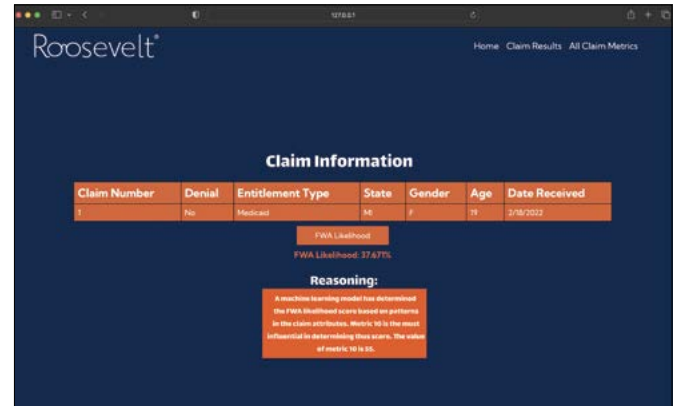 127.0.0.1
Roosevelt
Home Claim Results All Claim Metrics
Claim Information
Claim Number Denial Entitlement Type State Gender Age Date Received
1 No Medicaid MI F 19 2/18/2022
FWA Likelihood
FWA Likelihood: 37.671%
Reasoning:
A machine learning model has determined
the FWA likelihood score based on patterns
in the claim attributes. Metric 10 is the most
influential in determining thus score. The value
of metric 10 is 55.